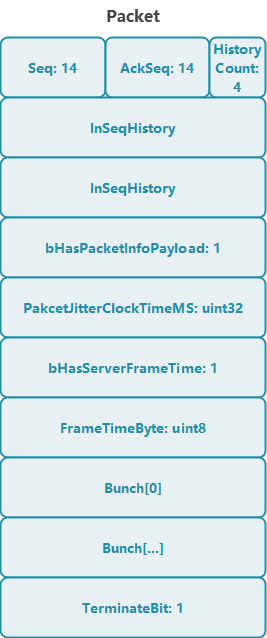 Packet
Seq: 14
AckSeq: 14
History
Count:
4
InSeqHistory
InSeqHistory
bHasPacketInfoPayload: 1
PakcetJitterClockTimeMS: uint32
bHasServerFrameTime: 1
FrameTimeByte: uint8
Bunch[0]
Bunch[...]
TerminateBit: 1